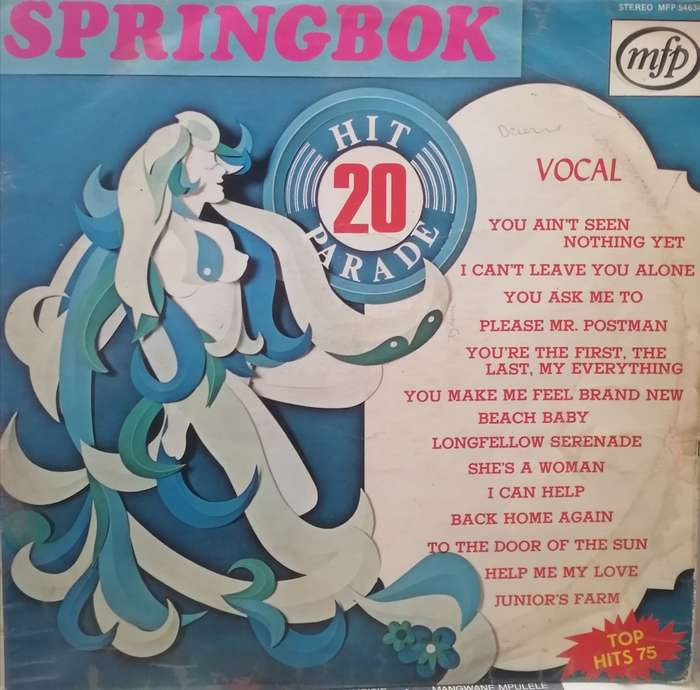 SPRINGBOK
STEREO MFP 5463
mfp
HIT
20
PARADE
VOCAL
YOU AIN'T SEEN
NOTHING YET
I CAN'T LEAVE YOU ALONE
YOU ASK ME TO
PLEASE MR. POSTMAN
YOU'RE THE FIRST, THE
LAST, MY EVERYTHING
YOU MAKE ME FEEL BRAND NEW
BEACH BABY
LONGFELLOW SERENADE
SHE'S A WOMAN
I CAN HELP
BACK HOME AGAIN
TO THE DOOR OF THE SUN
HELP ME MY LOVE
JUNIOR'S FARM
TOP
HITS 75
MANGWANE MPULELE